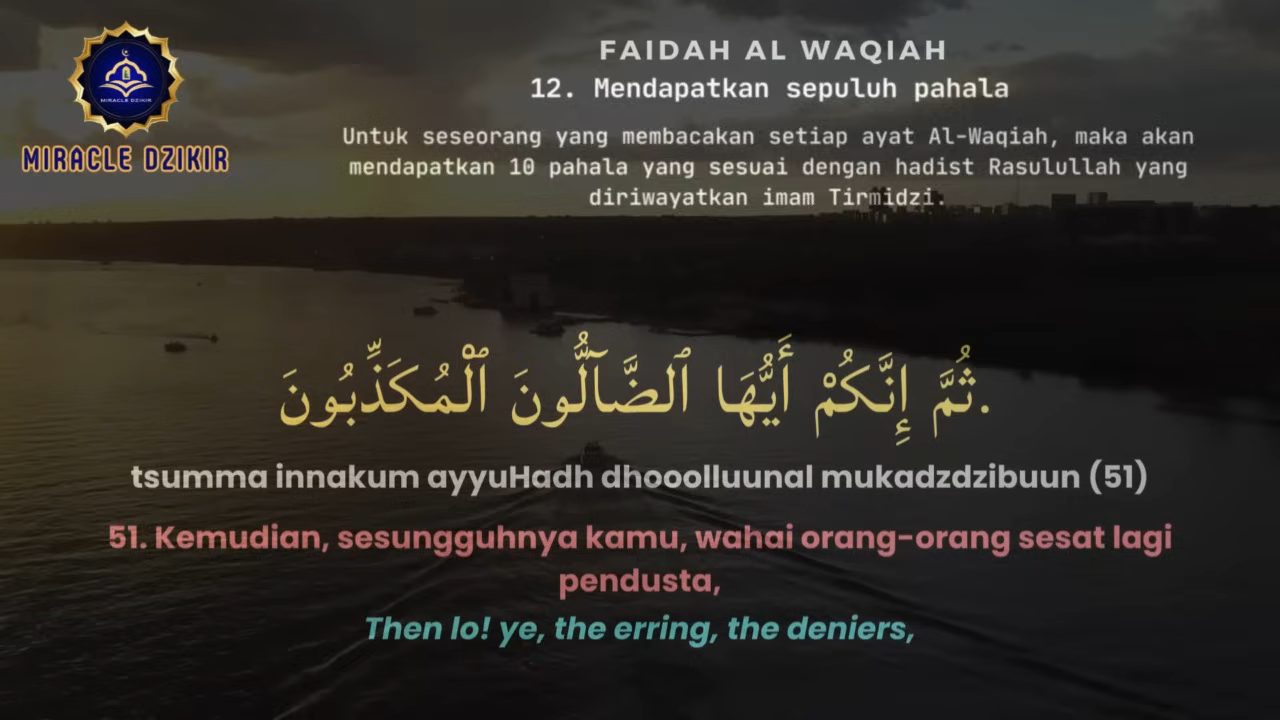 MIRACLE DZIKIR
MIRACLE DZIKIR
FAIDAH AL WAQIAH
12. Mendapatkan sepuluh pahala
Untuk seseorang yang membacakan setiap ayat Al-Waqiah, maka akan
mendapatkan 10 pahala yang sesuai dengan hadist Rasulullah yang
diriwayatkan imam Tirmidzi.
ثُمَّ إِنَّكُمْ أَيُّهَا ٱلضَّآلُّونَ ٱلْمُكَذِّبُونَ.
tsumma innakum ayyuHadh dhooolluunal mukadzdzibuun (51)
51. Kemudian, sesungguhnya kamu, wahai orang-orang sesat lagi
pendusta,
Then lo! ye, the erring, the deniers,